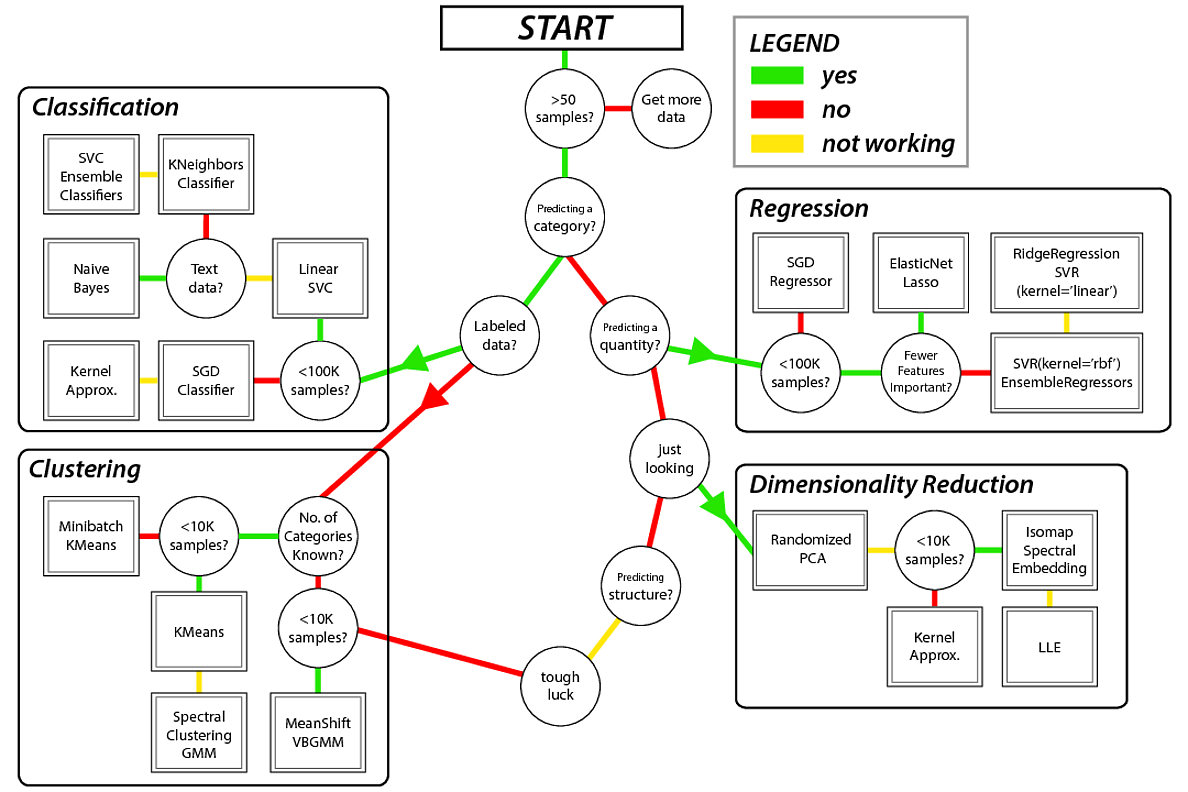 START
>50
samples?
Get more
data
LEGEND
yes
no
not working
Predicting a
category?
Labeled
data?
Predicting a
quantity?
just
looking
Predicting
structure?
tough
luck
Classification
SVC
Ensemble
Classifiers
KNeighbors
Classifier
Naive
Bayes
Text
data?
Linear
SVC
Kernel
Approx.
SGD
Classifier
<100K
samples?
Regression
SGD
Regressor
ElasticNet
Lasso
RidgeRegression
SVR
(kernel='linear')
<100K
samples?
Fewer
Features
Important?
SVR(kernel='rbf')
EnsembleRegressors
Clustering
Minibatch
KMeans
<10K
samples?
No. of
Categories
Known?
KMeans
<10K
samples?
Spectral
Clustering
GMM
MeanShift
VBGMM
Dimensionality Reduction
Randomized
PCA
<10K
samples?
Isomap
Spectral
Embedding
Kernel
Approx.
LLE